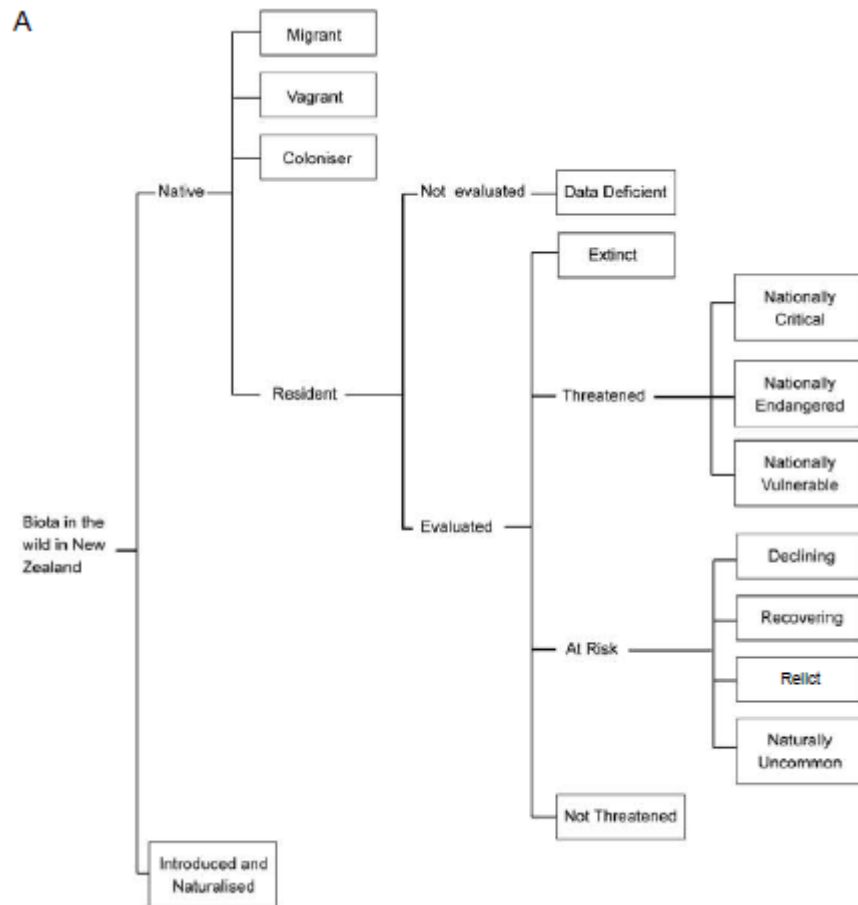 A
Migrant
Vagrant
Coloniser
Native
Not evaluated
Data Deficient
Extinct
Nationally
Critical
Resident
Threatened
Nationally
Endangered
Nationally
Vulnerable
Biota in the
wild in New
Zealand
Evaluated
Declining
Recovering
At Risk
Relict
Naturally
Uncommon
Not Threatened
Introduced and
Naturalised